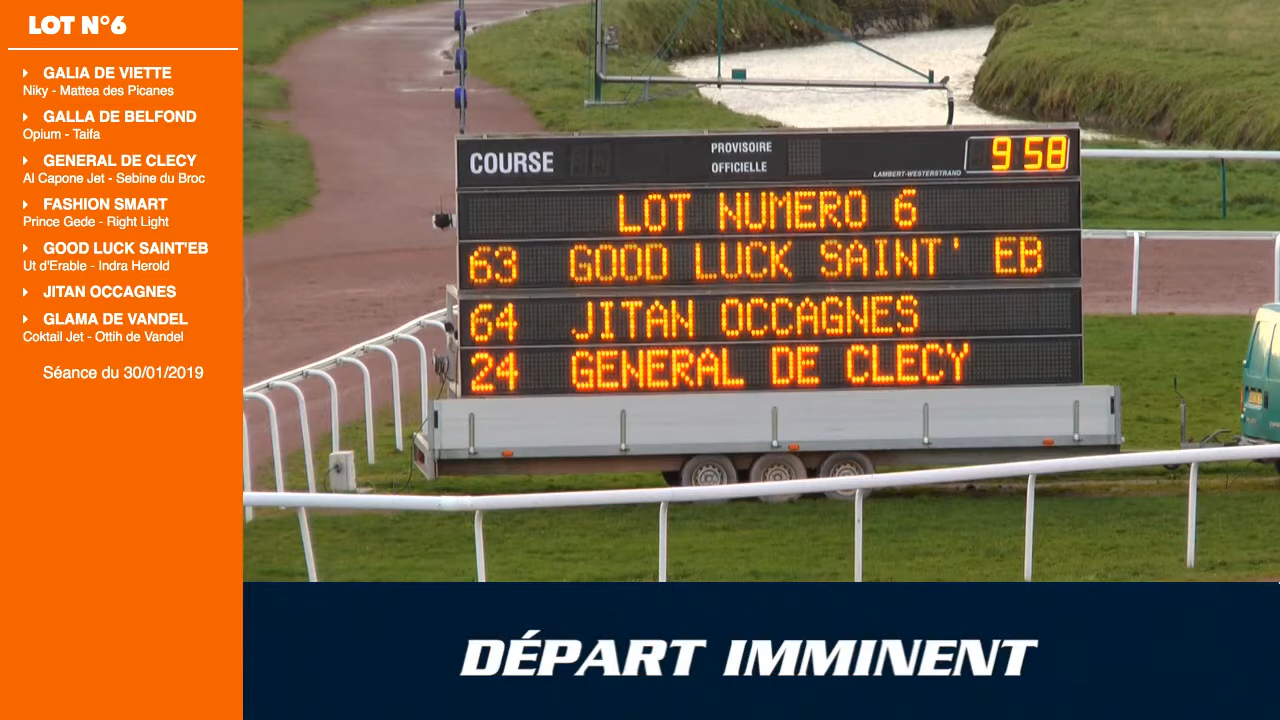 LOT N°6
GALIA DE VIETTE
Niky - Mattea des Picanes
GALLA DE BELFOND
Opium - Taifa
GENERAL DE CLECY
Al Capone Jet - Sebine du Broc
FASHION SMART
Prince Gede - Right Light
GOOD LUCK SAINT'EB
Ut d'Erable - Indra Herold
JITAN OCCAGNES
GLAMA DE VANDEL
Coktail Jet - Ottih de Vandel
Séance du 30/01/2019
COURSE
PROVISOIRE
OFFICIELLE
LAMBERT-WESTERSTRAND
9 58
LOT NUMERO 6
63 GOOD LUCK SAINT' EB
64 JITAN OCCAGNES
24 GENERAL DE CLECY
DÉPART IMMINENT